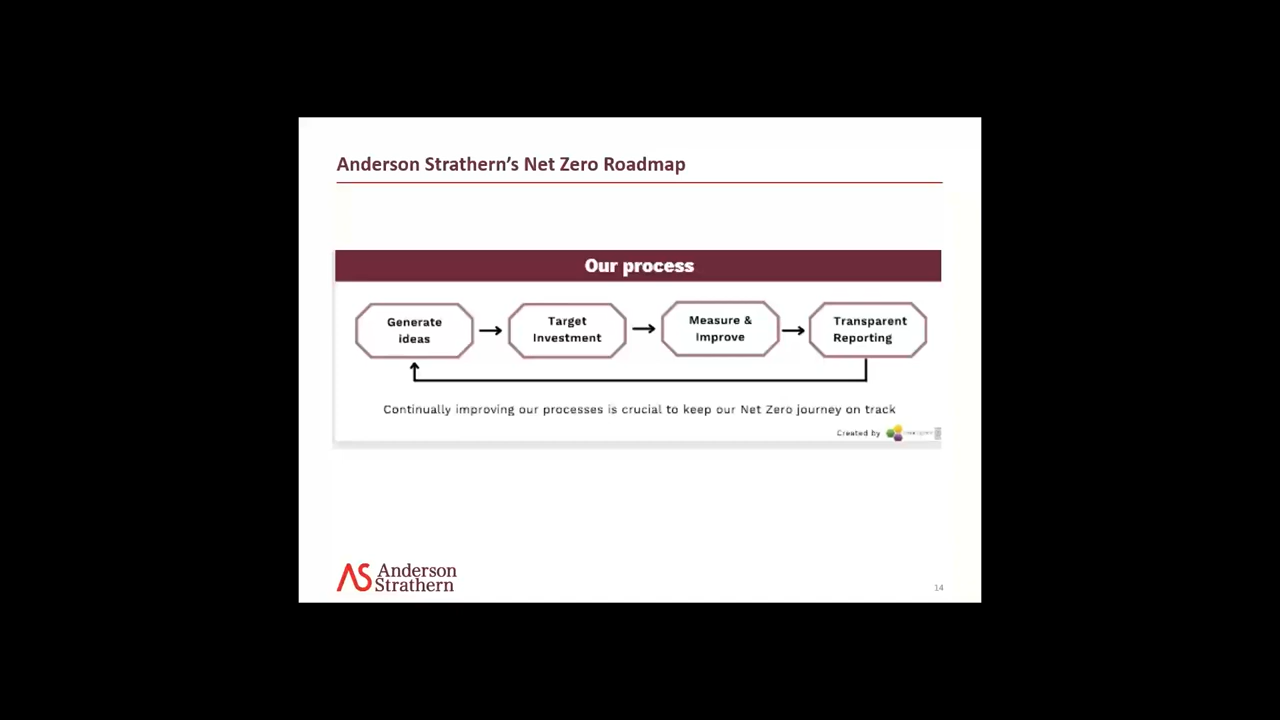 Anderson Strathern’s Net Zero Roadmap
Our process
Generate
ideas
Target
Investment
Measure &
Improve
Transparent
Reporting
Continually improving our processes is crucial to keep our Net Zero journey on track
Created by
AS Anderson
Strathern
14